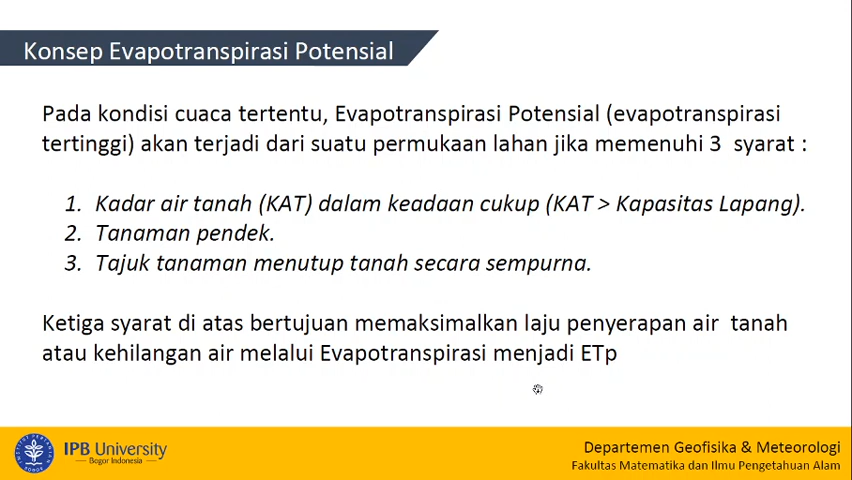 Konsep Evapotranspirasi Potensial
Pada kondisi cuaca tertentu, Evapotranspirasi Potensial (evapotranspirasi
tertinggi) akan terjadi dari suatu permukaan lahan jika memenuhi 3 syarat :
1. Kadar air tanah (KAT) dalam keadaan cukup (KAT > Kapasitas Lapang).
2. Tanaman pendek.
3. Tajuk tanaman menutup tanah secara sempurna.
Ketiga syarat di atas bertujuan memaksimalkan laju penyerapan air tanah
atau kehilangan air melalui Evapotranspirasi menjadi ETp
IPB University
Bogor Indonesia
Departemen Geofisika & Meteorologi
Fakultas Matematika dan Ilmu Pengetahuan Alam